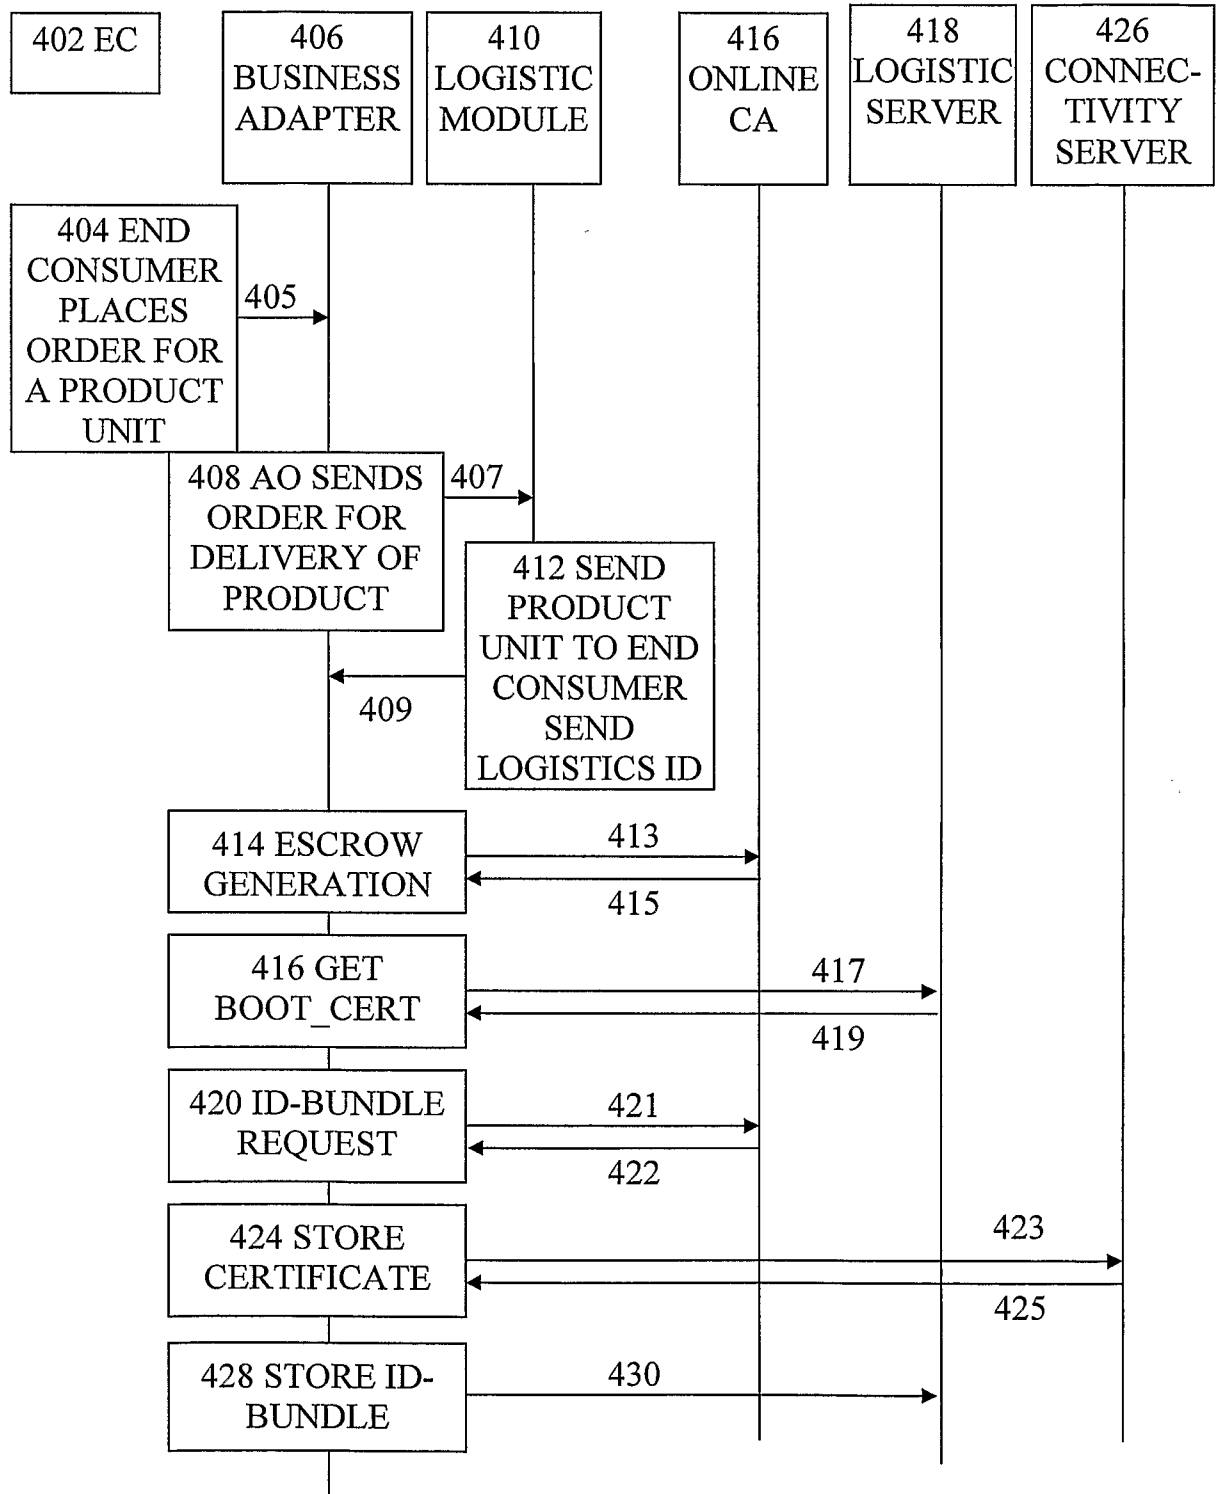 402 EC
406
BUSINESS
ADAPTER
410
LOGISTIC
MODULE
416
ONLINE
CA
418
LOGISTIC
SERVER
426
CONNEC-
TIVITY
SERVER
404 END
CONSUMER
PLACES
ORDER FOR
A PRODUCT
UNIT
405
408 AO SENDS
ORDER FOR
DELIVERY OF
PRODUCT
407
412 SEND
PRODUCT
UNIT TO END
CONSUMER
SEND
LOGISTICS ID
409
414 ESCROW
GENERATION
413
415
416 GET
BOOT_CERT
417
419
420 ID-BUNDLE
REQUEST
421
422
424 STORE
CERTIFICATE
423
425
428 STORE ID-
BUNDLE
430